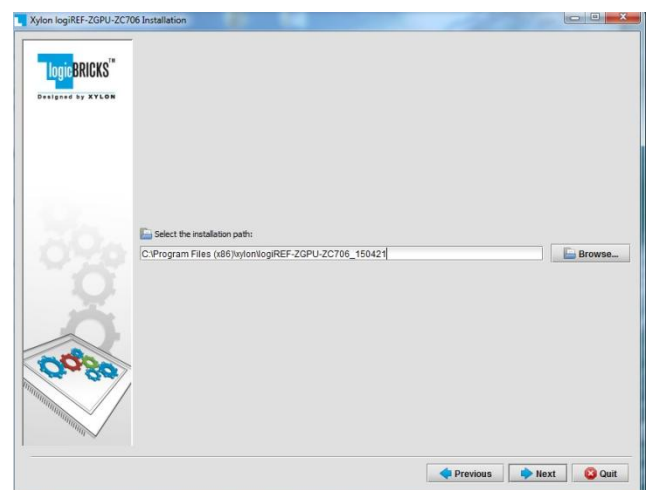 Xylon logiREF-ZGPU-ZC706 Installation
logicBRICKS™
Designed by XYLON
Select the installation path:
C:\Program Files (x86)\xylon\logiREF-ZGPU-ZC706_150421
Browse...
Previous
Next
Quit